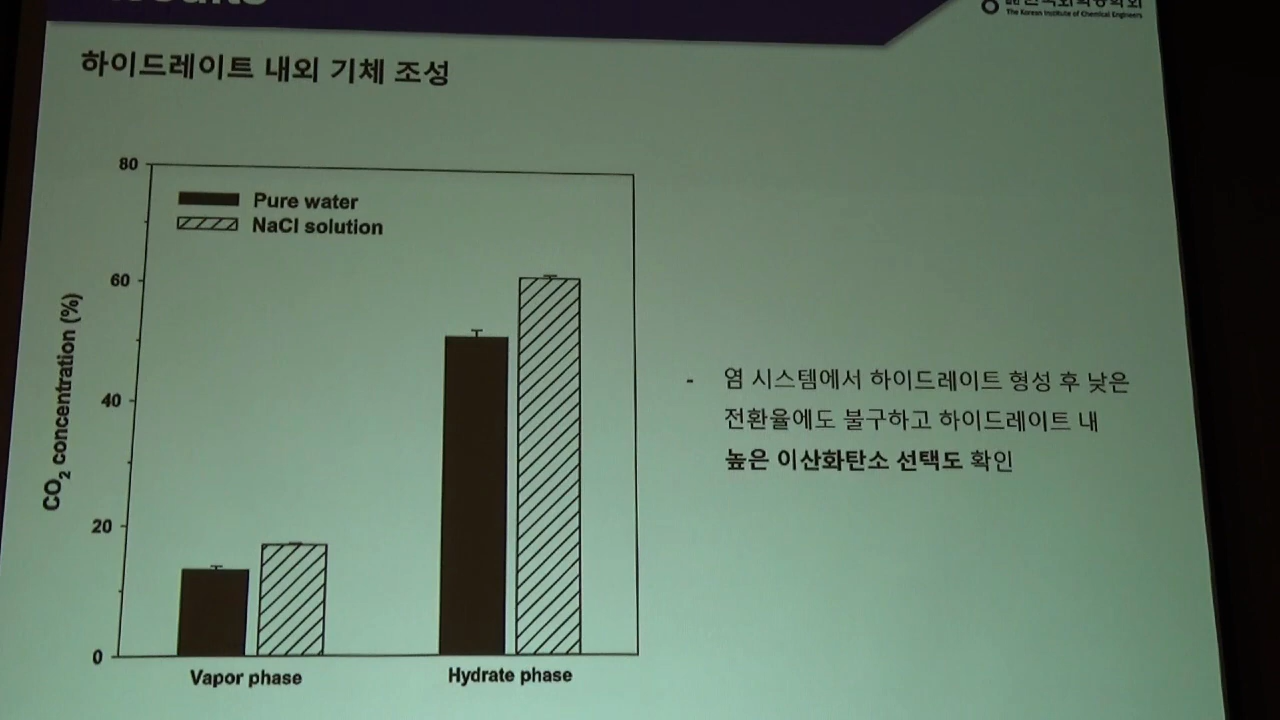 The Korean Institute of Chemical Engineers
하이드레이트 내외 기체 조성
80
Pure water
NaCl solution
60
40
20
0
CO2 concentration (%)
Vapor phase
Hydrate phase
- 염 시스템에서 하이드레이트 형성 후 낮은
전환율에도 불구하고 하이드레이트 내
높은 이산화탄소 선택도 확인